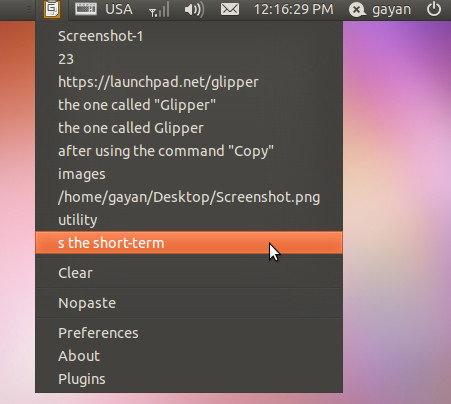 USA 12:16:29 PM gayan
Screenshot-1
23
https://launchpad.net/glipper
the one called "Glipper"
the one called Glipper
after using the command "Copy"
images
/home/gayan/Desktop/Screenshot.png
utility
s the short-term
Clear
Nopaste
Preferences
About
Plugins